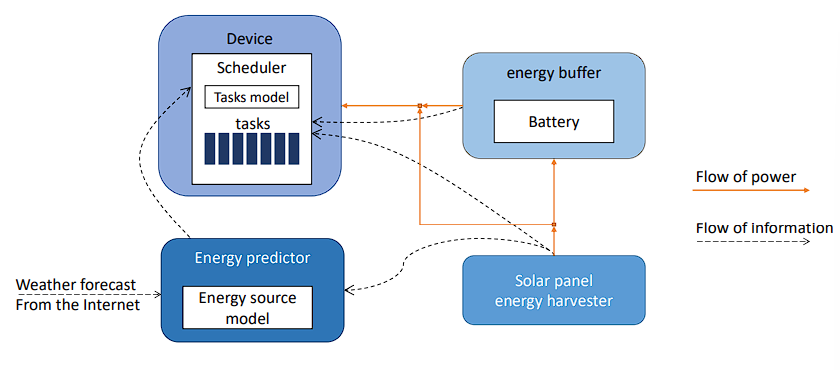 Device
Scheduler
Tasks model
tasks
energy buffer
Battery
Flow of power
Flow of information
Energy predictor
Energy source
model
Weather forecast
From the Internet
Solar panel
energy harvester